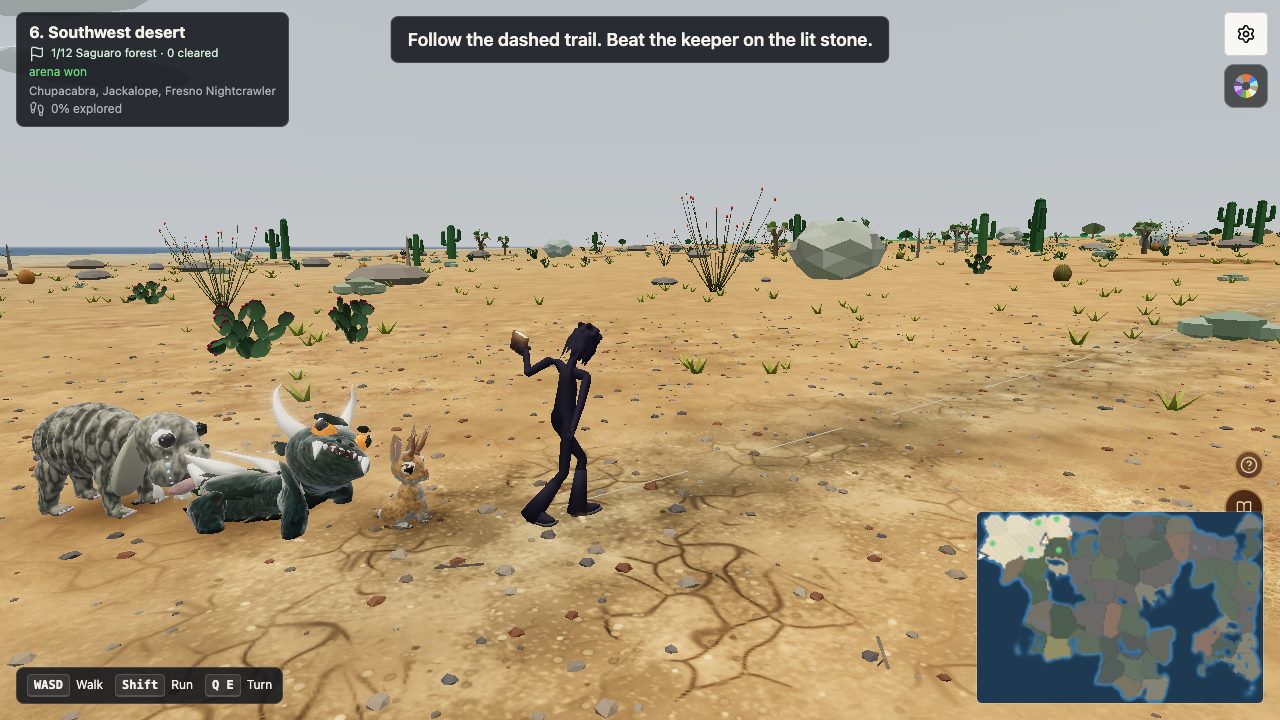 6. Southwest desert
1/12 Saguaro forest · 0 cleared
arena won
Chupacabra, Jackalope, Fresno Nightcrawler
0% explored
Follow the dashed trail. Beat the keeper on the lit stone.
WASD Walk Shift Run Q E Turn